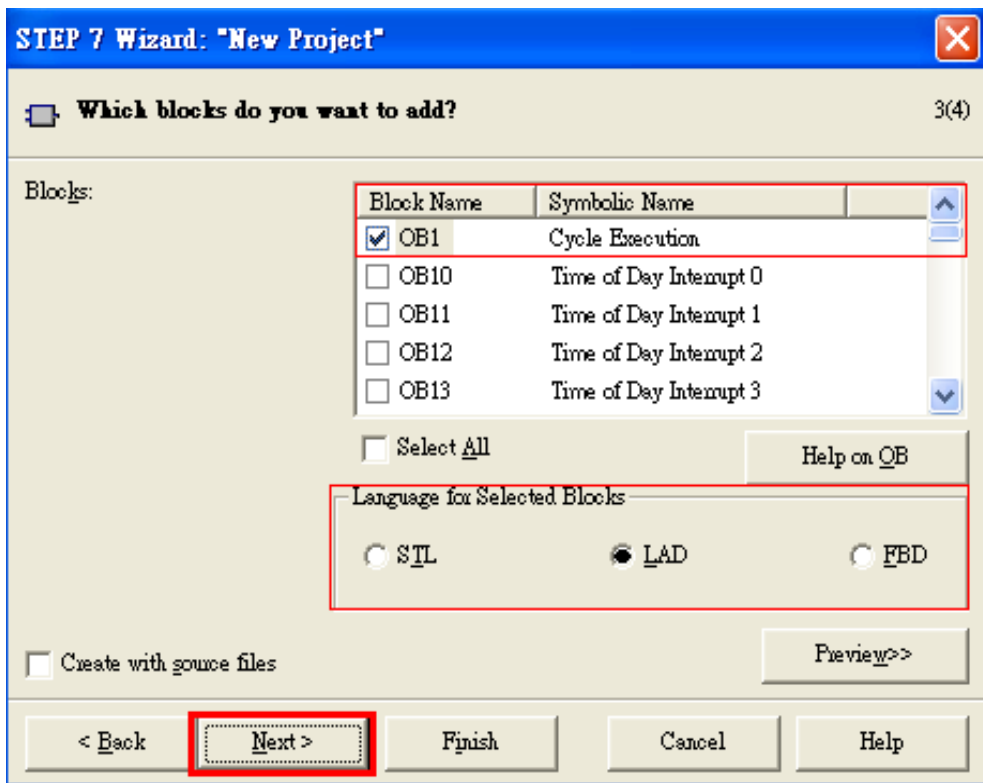 STEP 7 Wizard: "New Project"
Which blocks do you want to add? 3(4)
Blocks:
Block Name Symbolic Name
OB1 Cycle Execution
OB10 Time of Day Interrupt 0
OB11 Time of Day Interrupt 1
OB12 Time of Day Interrupt 2
OB13 Time of Day Interrupt 3
Select All
Help on OB
Language for Selected Blocks
STL LAD FBD
Create with source files
Preview>>
< Back Next > Finish Cancel Help